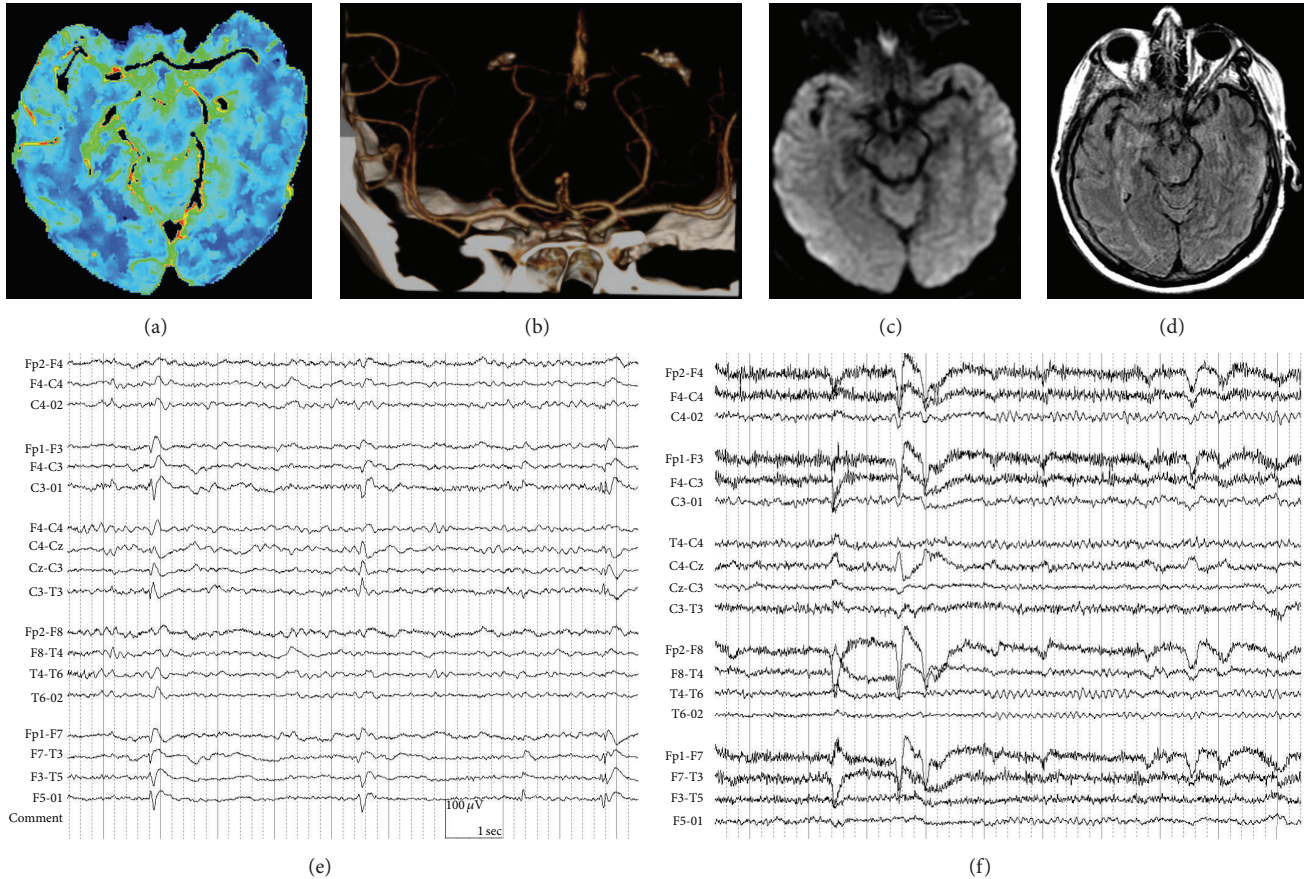 (a)
(b)
(c)
(d)
Fp2-F4
F4-C4
C4-02
Fp1-F3
F4-C3
C3-01
F4-C4
C4-Cz
Cz-C3
C3-T3
Fp2-F8
F8-T4
T4-T6
T6-02
Fp1-F7
F7-T3
F3-T5
F5-01
Comment
100 μV
1 sec
(e)
Fp2-F4
F4-C4
C4-02
Fp1-F3
F4-C3
C3-01
T4-C4
C4-Cz
Cz-C3
C3-T3
Fp2-F8
F8-T4
T4-T6
T6-02
Fp1-F7
F7-T3
F3-T5
F5-01
(f)